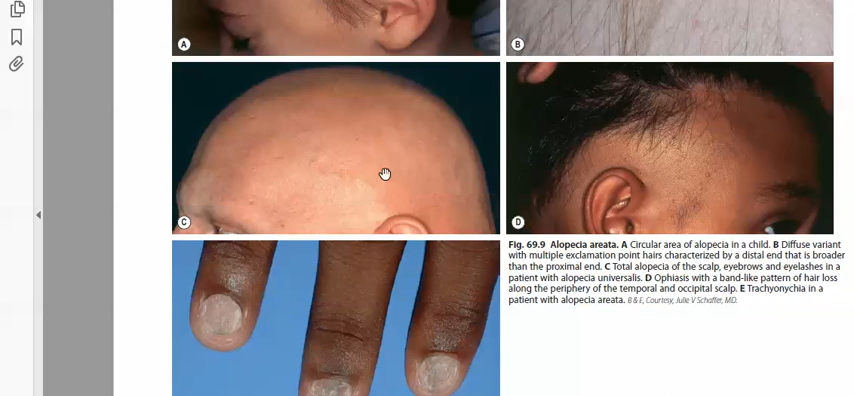 A
B
C
D
Fig. 69.9 Alopecia areata. A Circular area of alopecia in a child. B Diffuse variant
with multiple exclamation point hairs characterized by a distal end that is broader
than the proximal end. C Total alopecia of the scalp, eyebrows and eyelashes in a
patient with alopecia universalis. D Ophiasis with a band-like pattern of hair loss
along the periphery of the temporal and occipital scalp. E Trachyonychia in a
patient with alopecia areata. B & E, Courtesy, Julie V Schaffer, MD.